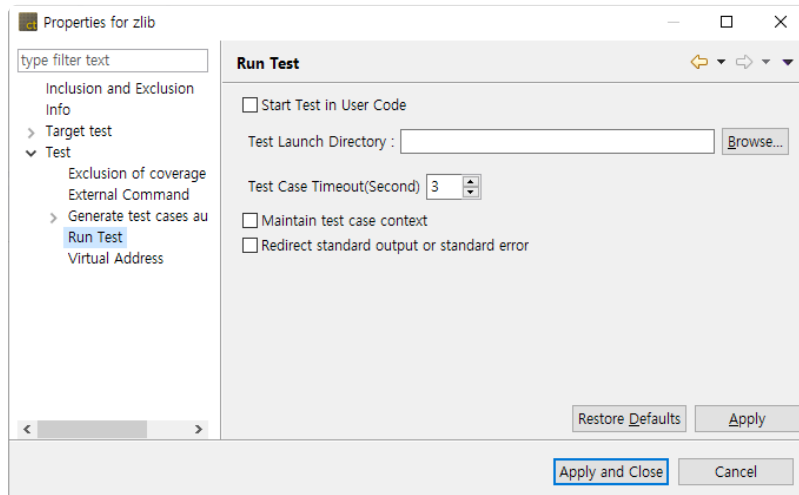 ct Properties for zlib
type filter text
Inclusion and Exclusion
Info
Target test
Test
Exclusion of coverage
External Command
Generate test cases au
Run Test
Virtual Address
Run Test
Start Test in User Code
Test Launch Directory :
Browse...
Test Case Timeout(Second) 3
Maintain test case context
Redirect standard output or standard error
Restore Defaults Apply
Apply and Close Cancel